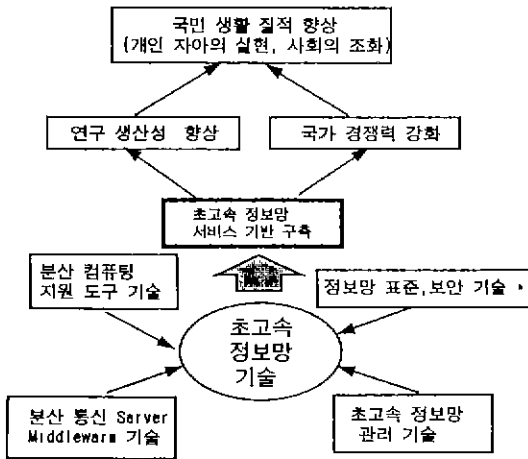 국민 생활 질적 향상
(개인 자아의 실현, 사회의 조화)
연구 생산성 향상
국가 경쟁력 강화
초고속 정보망
서비스 기반 구축
분산 컴퓨팅
지원 도구 기술
정보망 표준,보안 기술
초고속
정보망
기술
분산 통신 Sarver
Middlewarm 기술
초고속 정보망
관리 기술